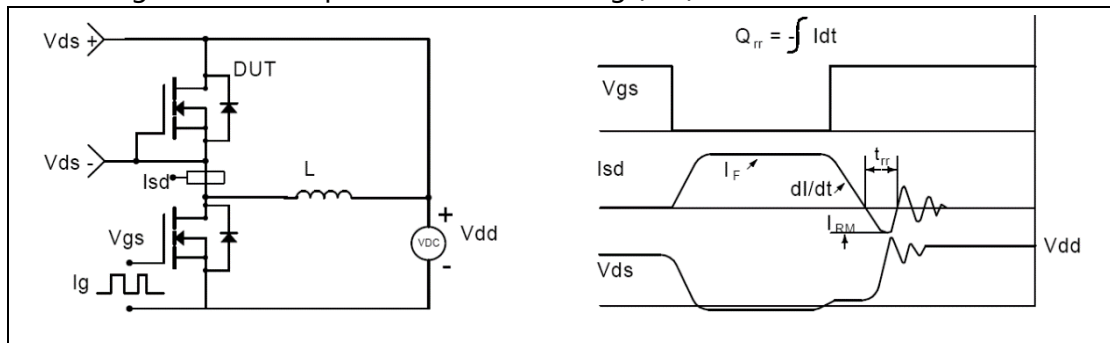 Vds +
DUT
Vds -
Isd
L
Vgs
Ig
+
VDC
-
Vdd
Q rr = - ∫ Idt
Vgs
Isd
I F
dI/dt
t rr
I RM
Vdd
Vds